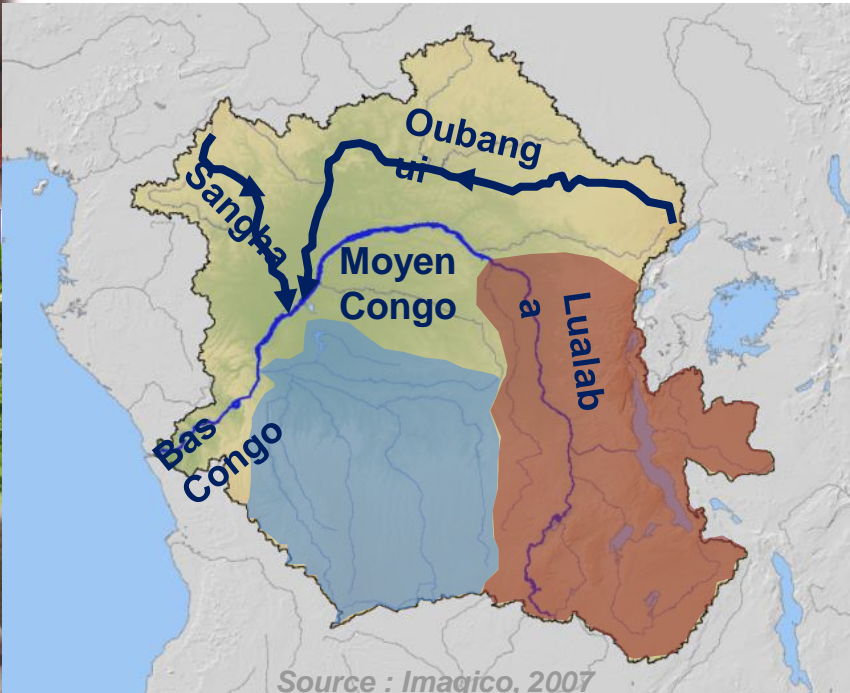 Oubang
ui
Sangha
Moyen
Congo
Lualab
a
Bas
Congo
Source : Imagico, 2007